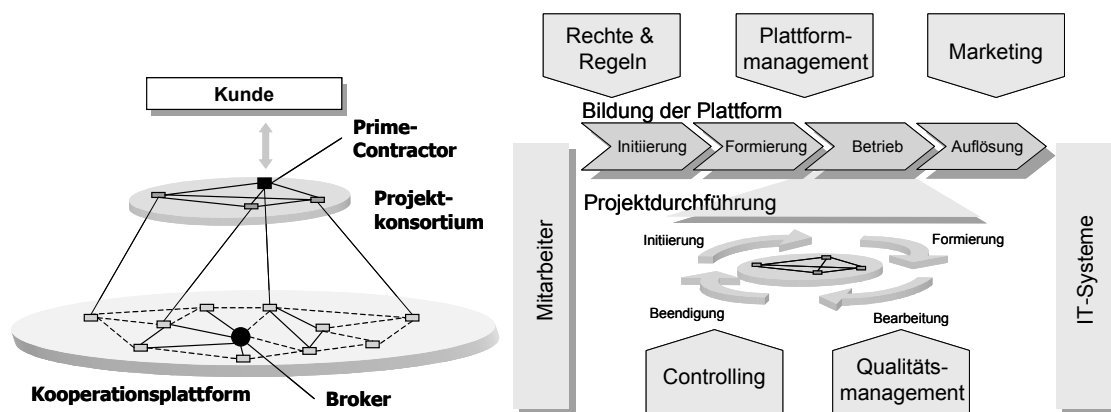 Kunde
Prime-
Contractor
Projekt-
konsortium
Kooperationsplattform
Broker
Rechte &
Regeln
Plattform-
management
Marketing
Bildung der Plattform
Initiierung
Formierung
Betrieb
Auflösung
Mitarbeiter
IT-Systeme
Projektdurchführung
Initiierung
Formierung
Beendigung
Bearbeitung
Controlling
Qualitäts-
management